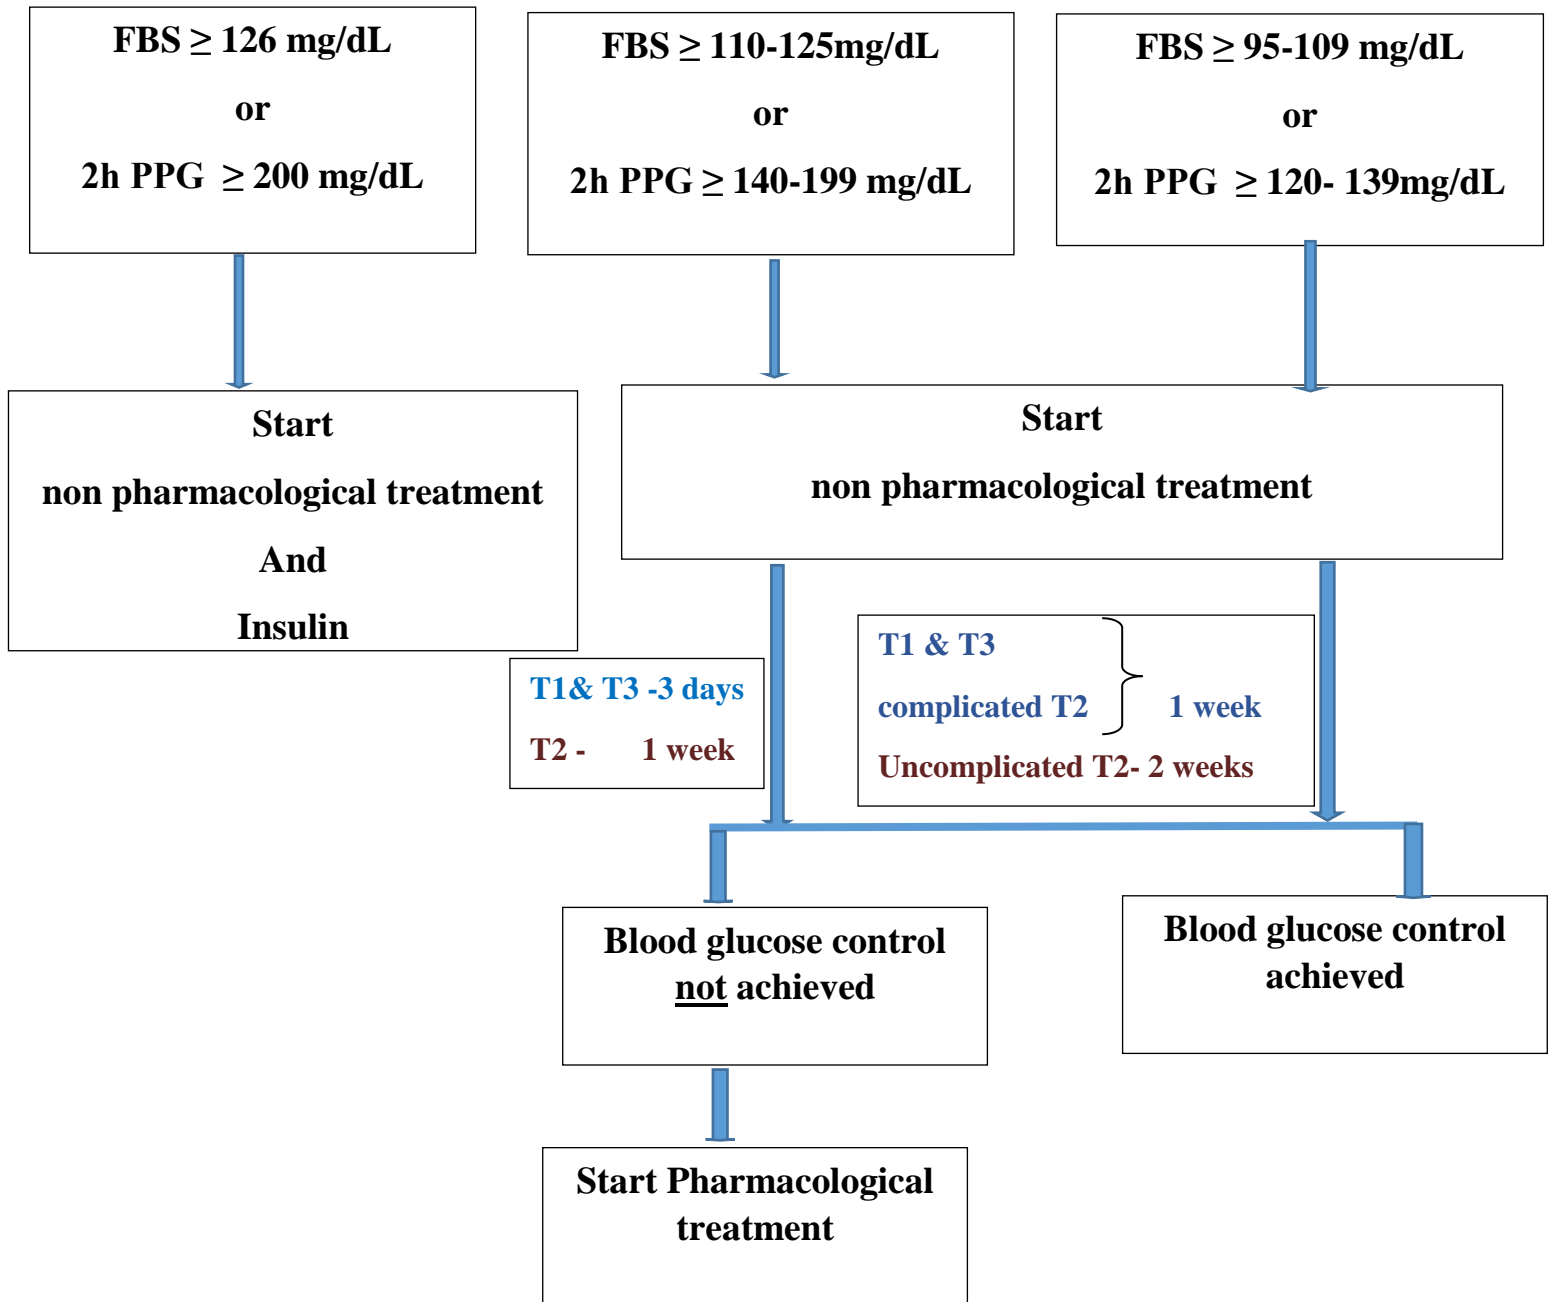 FBS ≥ 126 mg/dL
or
2h PPG ≥ 200 mg/dL
FBS ≥ 110-125mg/dL
or
2h PPG ≥ 140-199 mg/dL
FBS ≥ 95-109 mg/dL
or
2h PPG ≥ 120- 139mg/dL
Start
non pharmacological treatment
And
Insulin
Start
non pharmacological treatment
T1& T3 -3 days
T2 - 1 week
T1 & T3
complicated T2 1 week
Uncomplicated T2- 2 weeks
Blood glucose control
not achieved
Blood glucose control
achieved
Start Pharmacological
treatment